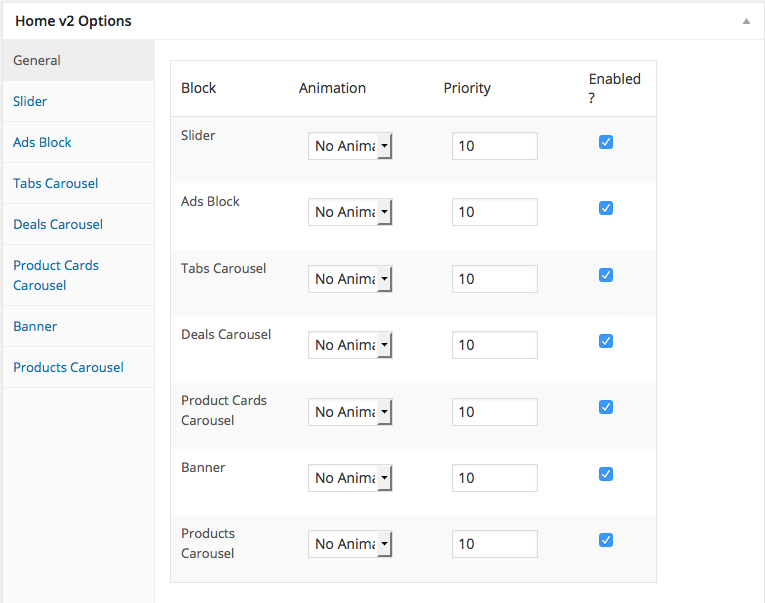 Home v2 Options
General
Slider
Ads Block
Tabs Carousel
Deals Carousel
Product Cards
Carousel
Banner
Products Carousel
Block Animation Priority Enabled
?
Slider No Anima 10
Ads Block No Anima 10
Tabs Carousel No Anima 10
Deals Carousel No Anima 10
Product Cards
Carousel No Anima 10
Banner No Anima 10
Products
Carousel No Anima 10